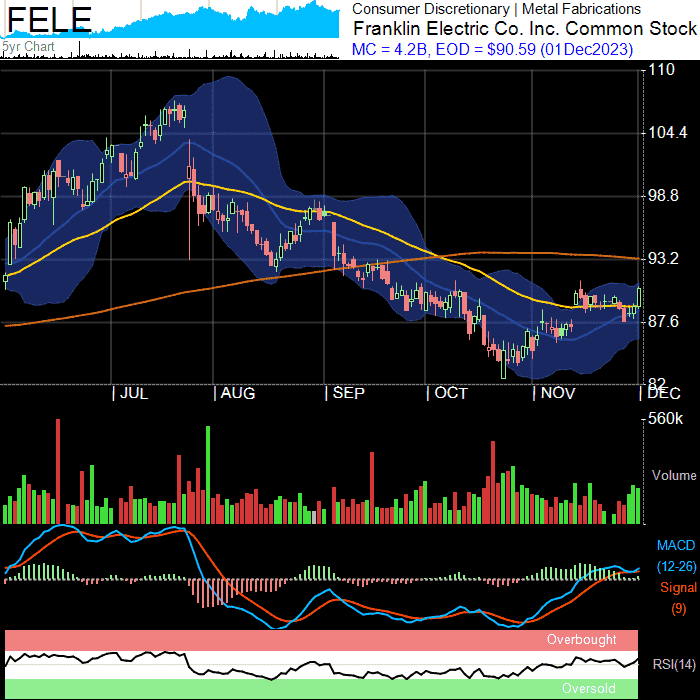 FELE
5yr Chart
Consumer Discretionary | Metal Fabrications
Franklin Electric Co. Inc. Common Stock
MC = 4.2B, EOD = $90.59 (01Dec2023)
110
104.4
98.8
93.2
87.6
82
| JUL | AUG | SEP | OCT | NOV | DEC
560k
Volume
MACD
(12-26)
Signal
(9)
Overbought
RSI(14)
Oversold